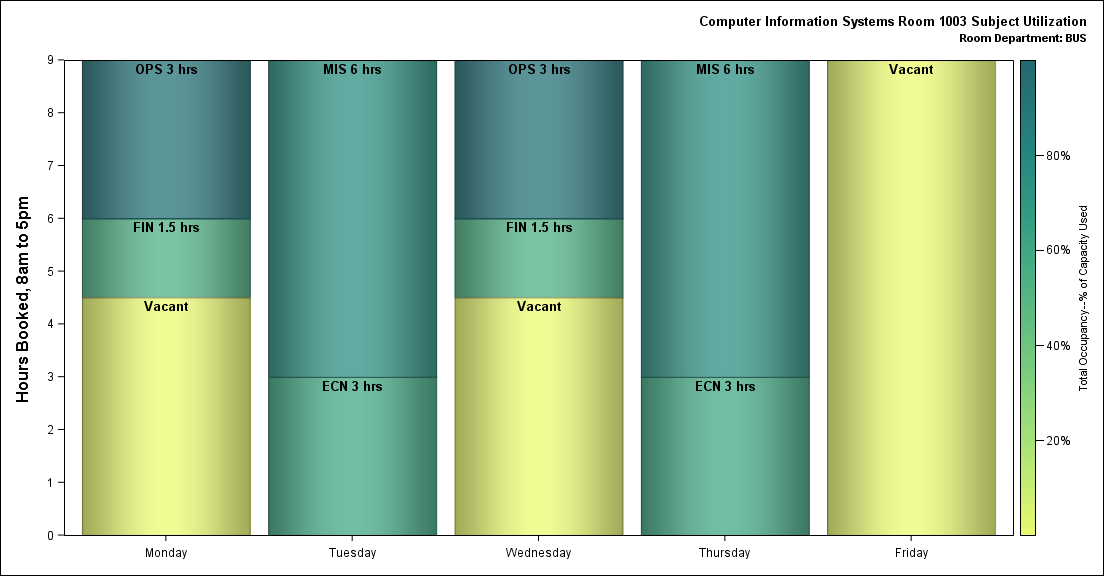 Computer Information Systems Room 1003 Subject Utilization
Room Department: BUS
Hours Booked, 8am to 5pm
9
8
7
6
5
4
3
2
1
0
OPS 3 hrs
FIN 1.5 hrs
Vacant
MIS 6 hrs
ECN 3 hrs
OPS 3 hrs
FIN 1.5 hrs
Vacant
MIS 6 hrs
ECN 3 hrs
Vacant
Monday
Tuesday
Wednesday
Thursday
Friday
80%
60%
40%
20%
Total Occupancy--% of Capacity Used